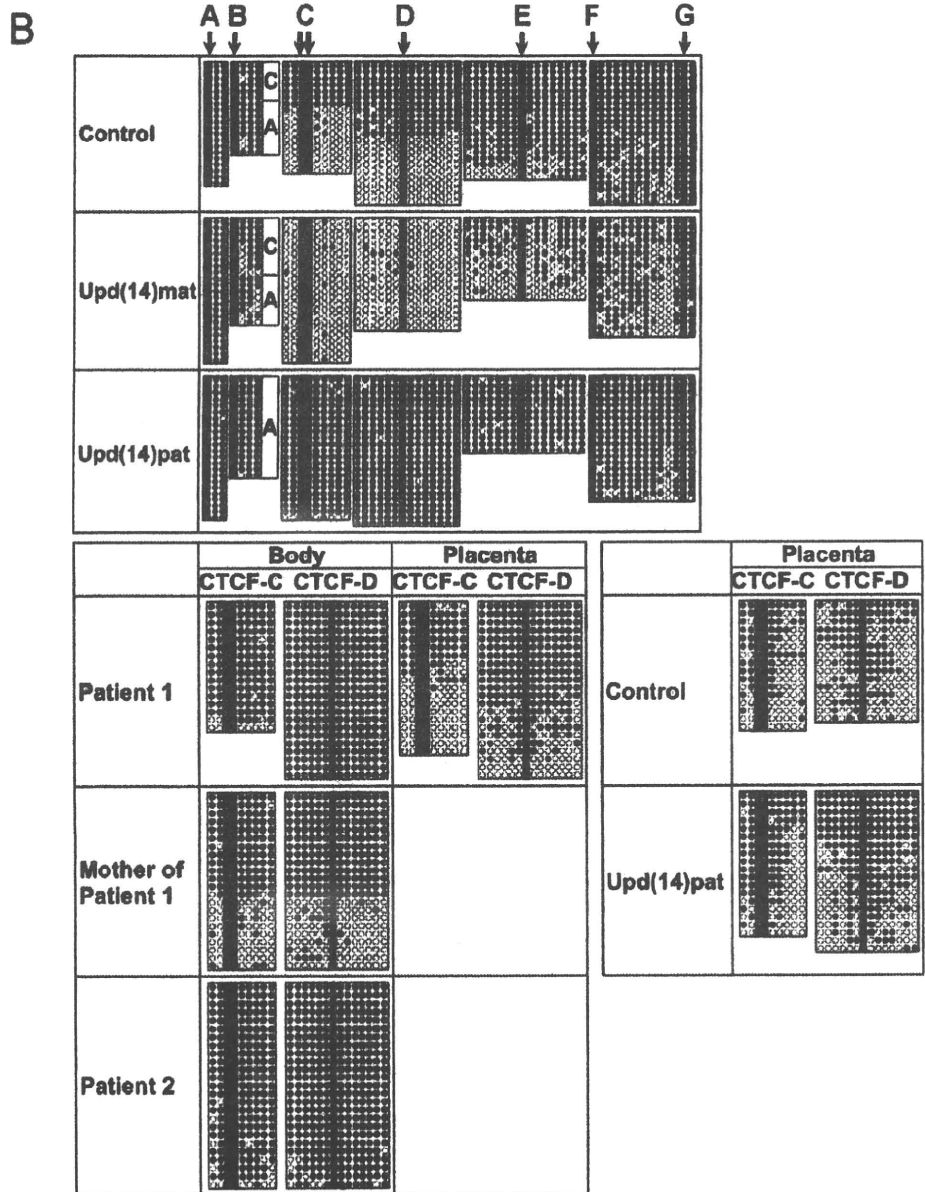 B
A B C D E F G
Control
C
A
Upd(14)mat
C
A
Upd(14)pat
A
Body Placenta
CTCF-C CTCF-D CTCF-C CTCF-D
Patient 1
Mother of
Patient 1
Patient 2
Placenta
CTCF-C CTCF-D
Control
Upd(14)pat